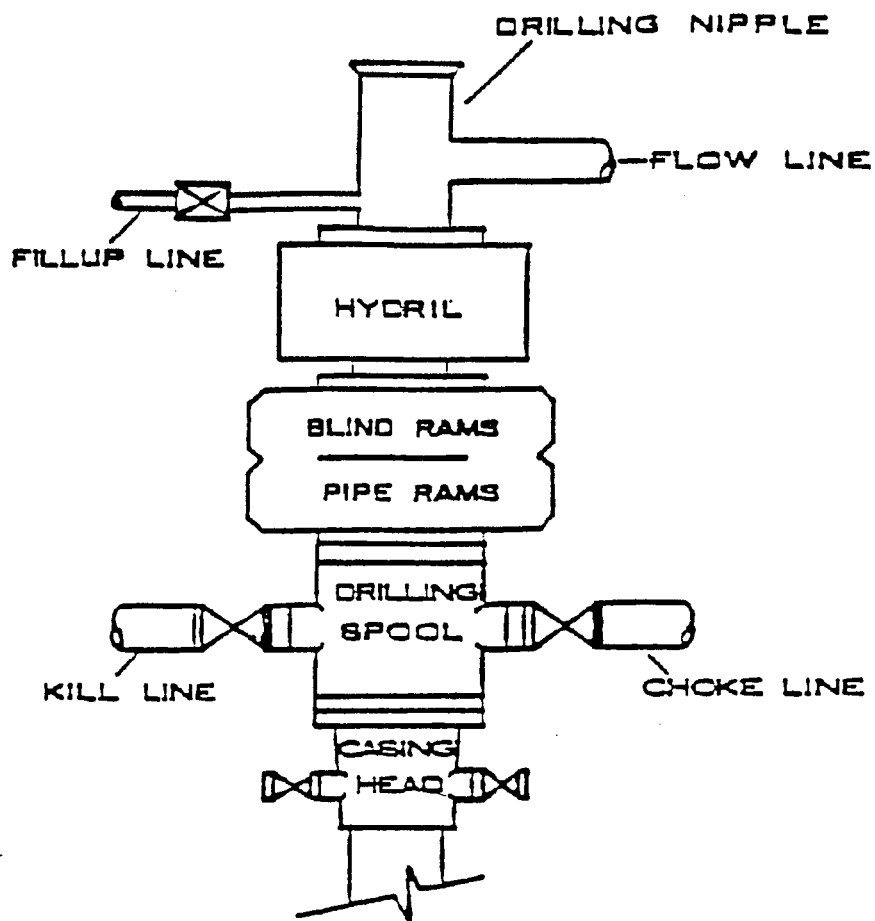 DRILLING NIPPLE
FLOW LINE
FILLUP LINE
HYDRIL
BLIND RAMS
PIPE RAMS
DRILLING
SPOOL
KILL LINE
CHOKE LINE
CASING
HEAD